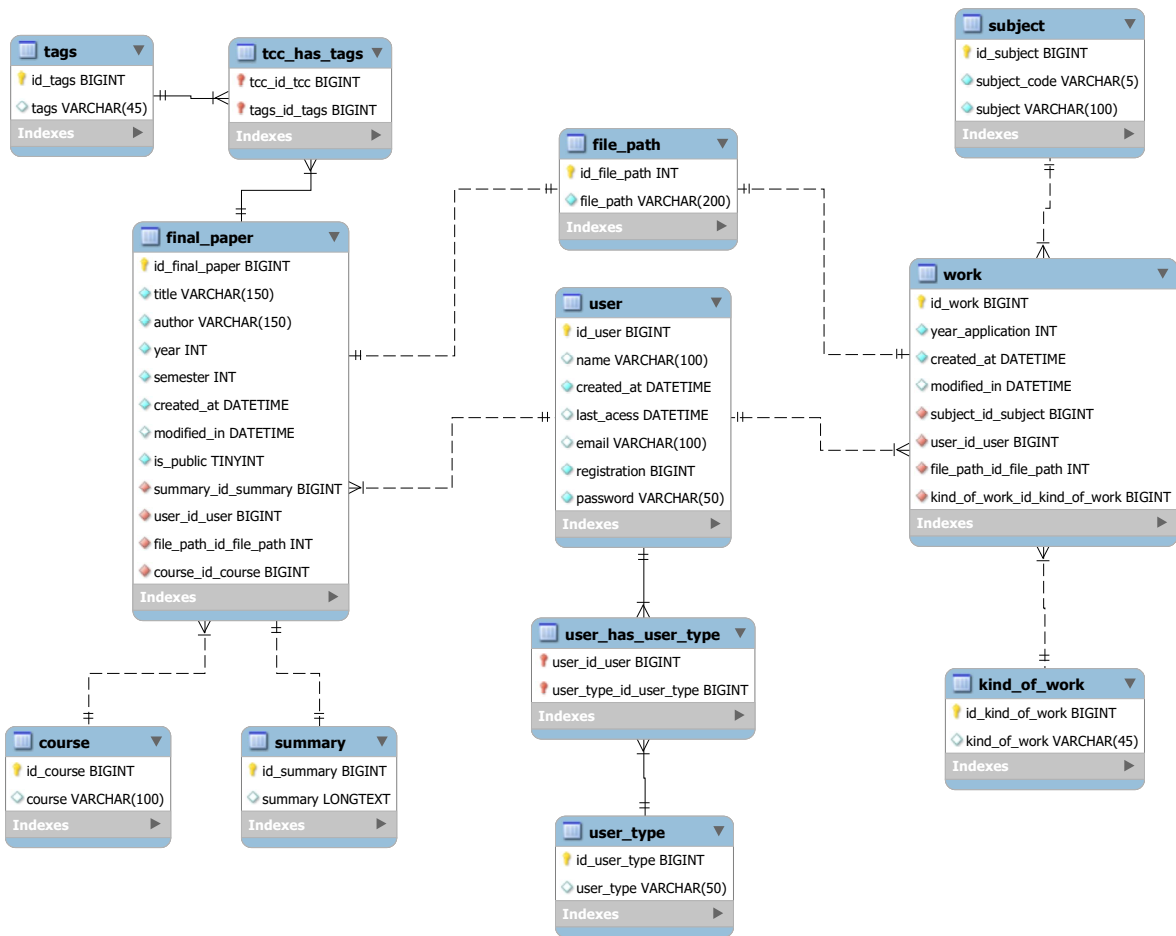 tags
id_tags BIGINT
tags VARCHAR(45)
Indexes
tcc_has_tags
tcc_id_tcc BIGINT
tags_id_tags BIGINT
Indexes
subject
id_subject BIGINT
subject_code VARCHAR(5)
subject VARCHAR(100)
Indexes
file_path
id_file_path INT
file_path VARCHAR(200)
Indexes
final_paper
id_final_paper BIGINT
title VARCHAR(150)
author VARCHAR(150)
year INT
semester INT
created_at DATETIME
modified_in DATETIME
is_public TINYINT
summary_id_summary BIGINT
user_id_user BIGINT
file_path_id_file_path INT
course_id_course BIGINT
Indexes
user
id_user BIGINT
name VARCHAR(100)
created_at DATETIME
last_acess DATETIME
email VARCHAR(100)
registration BIGINT
password VARCHAR(50)
Indexes
work
id_work BIGINT
year_application INT
created_at DATETIME
modified_in DATETIME
subject_id_subject BIGINT
user_id_user BIGINT
file_path_id_file_path INT
kind_of_work_id_kind_of_work BIGINT
Indexes
user_has_user_type
user_id_user BIGINT
user_type_id_user_type BIGINT
Indexes
kind_of_work
id_kind_of_work BIGINT
kind_of_work VARCHAR(45)
Indexes
course
id_course BIGINT
course VARCHAR(100)
Indexes
summary
id_summary BIGINT
summary LONGTEXT
Indexes
user_type
id_user_type BIGINT
user_type VARCHAR(50)
Indexes